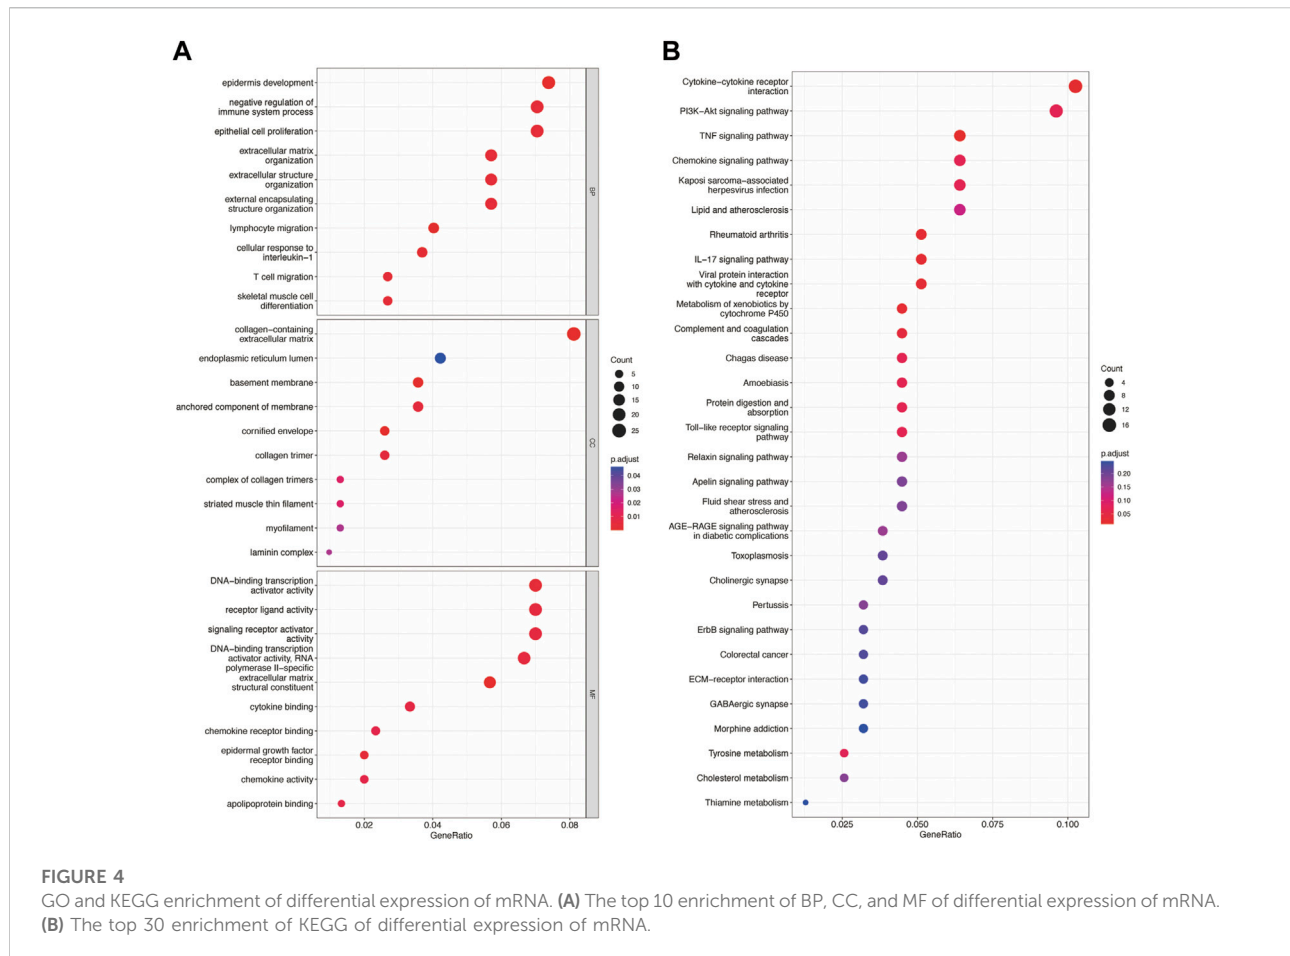 A
epidermis development
negative regulation of
immune system process
epithelial cell proliferation
extracellular matrix
organization
extracellular structure
organization
external encapsulating
structure organization
lymphocyte migration
cellular response to
interleukin−1
T cell migration
skeletal muscle cell
differentiation
BP
collagen−containing
extracellular matrix
endoplasmic reticulum lumen
basement membrane
anchored component of membrane
cornified envelope
collagen trimer
complex of collagen trimers
striated muscle thin filament
myofilament
laminin complex
CC
DNA−binding transcription
activator activity
receptor ligand activity
signaling receptor activator
activity
DNA−binding transcription
activator activity, RNA
polymerase II−specific
extracellular matrix
structural constituent
cytokine binding
chemokine receptor binding
epidermal growth factor
receptor binding
chemokine activity
apolipoprotein binding
MF
0.02 0.04 0.06 0.08
GeneRatio
Count
5
10
15
20
25
p.adjust
0.04
0.03
0.02
0.01
B
Cytokine−cytokine receptor
interaction
PI3K−Akt signaling pathway
TNF signaling pathway
Chemokine signaling pathway
Kaposi sarcoma−associated
herpesvirus infection
Lipid and atherosclerosis
Rheumatoid arthritis
IL−17 signaling pathway
Viral protein interaction
with cytokine and cytokine
receptor
Metabolism of xenobiotics by
cytochrome P450
Complement and coagulation
cascades
Chagas disease
Amoebiasis
Protein digestion and
absorption
Toll−like receptor signaling
pathway
Relaxin signaling pathway
Apelin signaling pathway
Fluid shear stress and
atherosclerosis
AGE−RAGE signaling pathway
in diabetic complications
Toxoplasmosis
Cholinergic synapse
Pertussis
ErbB signaling pathway
Colorectal cancer
ECM−receptor interaction
GABAergic synapse
Morphine addiction
Tyrosine metabolism
Cholesterol metabolism
Thiamine metabolism
0.025 0.050 0.075 0.100
GeneRatio
Count
4
8
12
16
p.adjust
0.20
0.15
0.10
0.05
FIGURE 4
GO and KEGG enrichment of differential expression of mRNA. (A) The top 10 enrichment of BP, CC, and MF of differential expression of mRNA.
(B) The top 30 enrichment of KEGG of differential expression of mRNA.